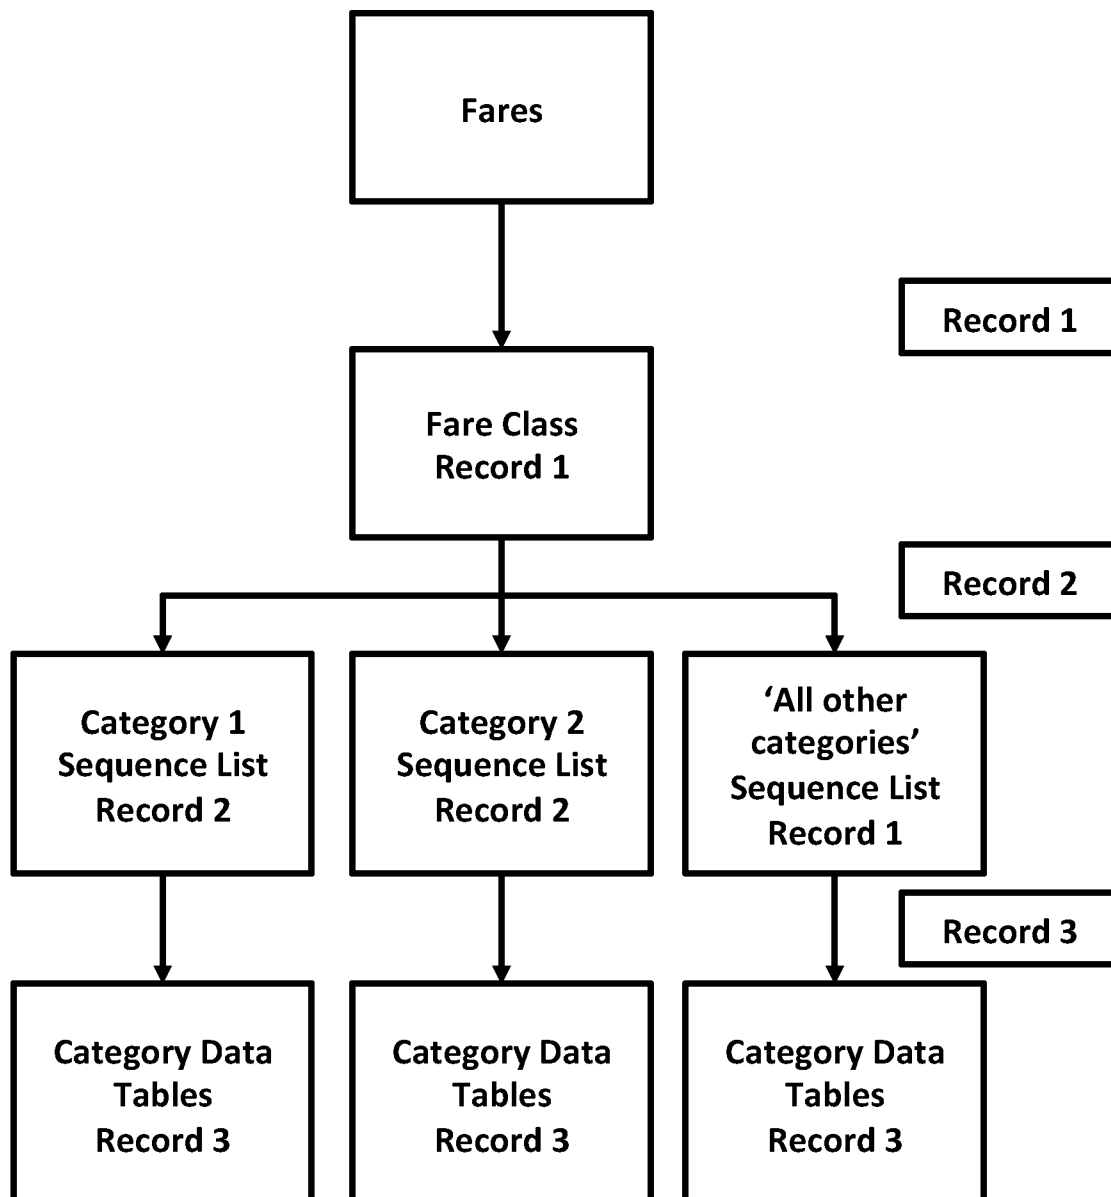 Fares
Record 1
Fare Class
Record 1
Record 2
Category 1
Sequence List
Record 2
Category 2
Sequence List
Record 2
‘All other
categories’
Sequence List
Record 1
Record 3
Category Data
Tables
Record 3
Category Data
Tables
Record 3
Category Data
Tables
Record 3